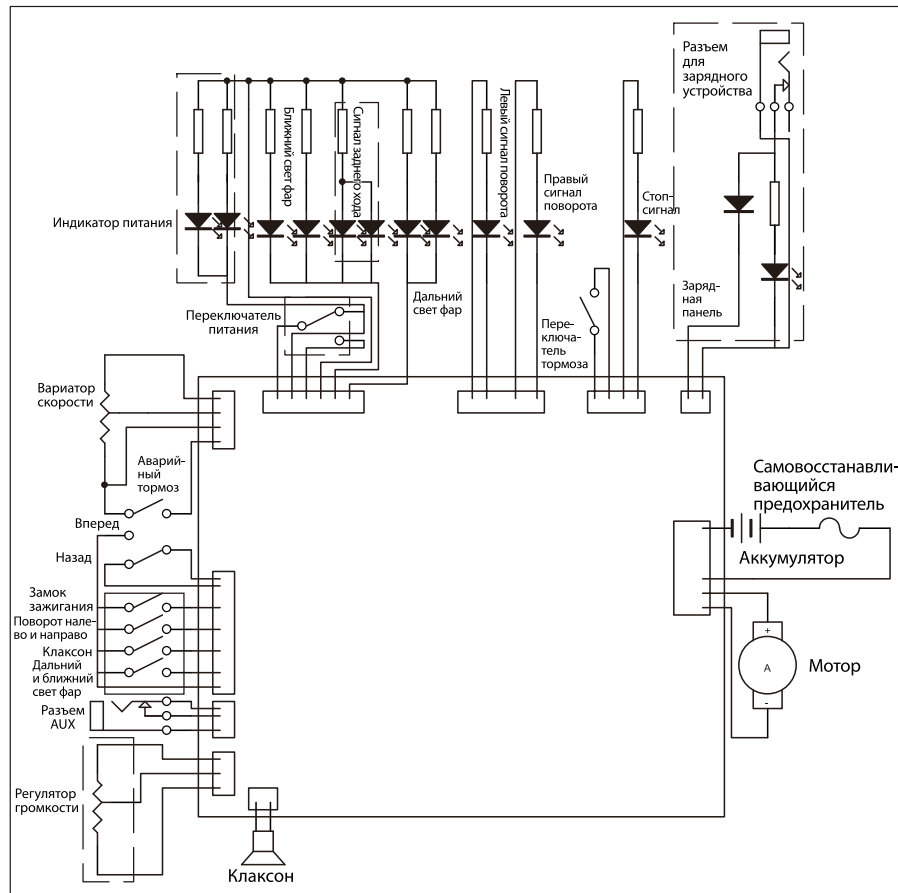 Разъем
для
зарядного
устройства
Ближний свет фар
Сигнал заднего хода
Левый сигнал поворота
Правый
сигнал
поворота
Стоп-
сигнал
Индикатор питания
Переключатель
питания
Дальний
свет фар
Пере-
ключа-
тель
тормоза
Заряд-
ная
панель
Вариатор
скорости
Аварий-
ный
тормоз
Вперед
Назад
Замок
зажигания
Поворот нале-
во и направо
Клаксон
Дальний
и ближний
свет фар
Разъем
AUX
Регулятор
громкости
Клаксон
Самовосстанавли-
вающийся
предохранитель
Аккумулятор
+
A
-
Мотор